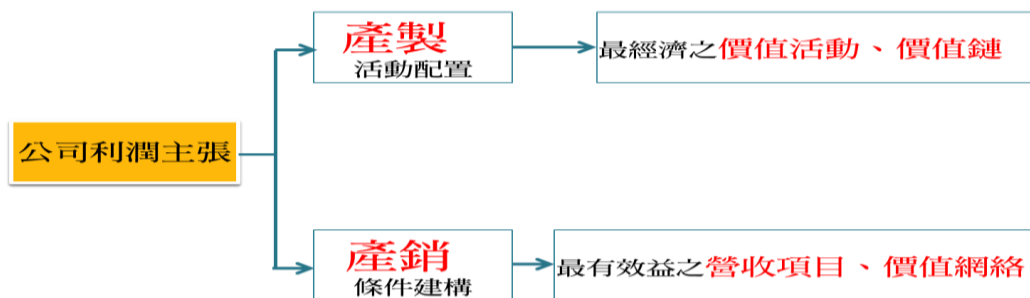 產製
活動配置
最經濟之價值活動、價值鏈
公司利潤主張
產銷
條件建構
最有效益之營收項目、價值網絡